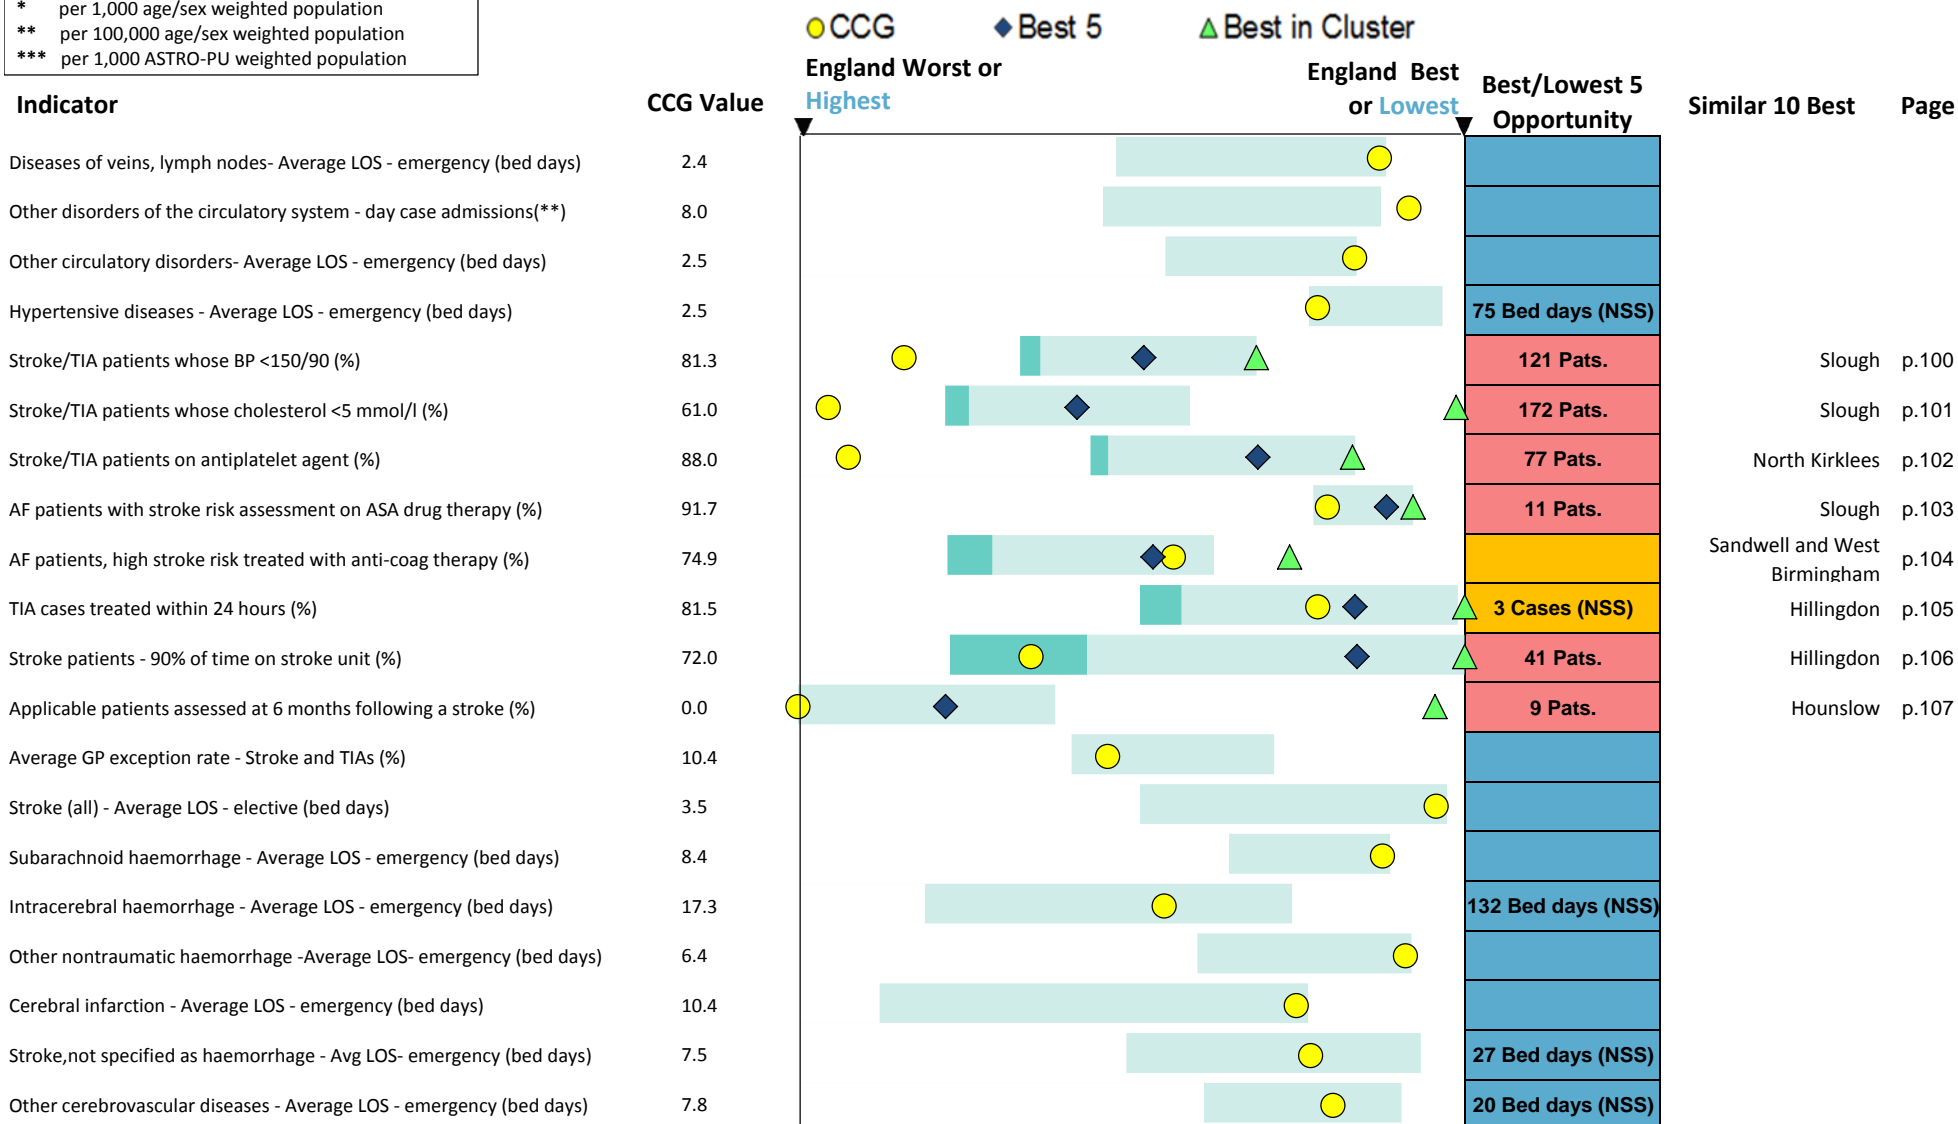 * per 1,000 age/sex weighted population
** per 100,000 age/sex weighted population
*** per 1,000 ASTRO-PU weighted population
CCG Best 5 Best in Cluster
England Worst or Highest
England Best or Lowest
Indicator CCG Value Best/Lowest 5 Opportunity Similar 10 Best Page
Diseases of veins, lymph nodes- Average LOS - emergency (bed days) 2.4
Other disorders of the circulatory system - day case admissions(**) 8.0
Other circulatory disorders- Average LOS - emergency (bed days) 2.5
Hypertensive diseases - Average LOS - emergency (bed days) 2.5 75 Bed days (NSS)
Stroke/TIA patients whose BP <150/90 (%) 81.3 121 Pats. Slough p.100
Stroke/TIA patients whose cholesterol <5 mmol/l (%) 61.0 172 Pats. Slough p.101
Stroke/TIA patients on antiplatelet agent (%) 88.0 77 Pats. North Kirklees p.102
AF patients with stroke risk assessment on ASA drug therapy (%) 91.7 11 Pats. Slough p.103
AF patients, high stroke risk treated with anti-coag therapy (%) 74.9 Sandwell and West Birmingham p.104
TIA cases treated within 24 hours (%) 81.5 3 Cases (NSS) Hillingdon p.105
Stroke patients - 90% of time on stroke unit (%) 72.0 41 Pats. Hillingdon p.106
Applicable patients assessed at 6 months following a stroke (%) 0.0 9 Pats. Hounslow p.107
Average GP exception rate - Stroke and TIAs (%) 10.4
Stroke (all) - Average LOS - elective (bed days) 3.5
Subarachnoid haemorrhage - Average LOS - emergency (bed days) 8.4
Intracerebral haemorrhage - Average LOS - emergency (bed days) 17.3 132 Bed days (NSS)
Other nontraumatic haemorrhage -Average LOS- emergency (bed days) 6.4
Cerebral infarction - Average LOS - emergency (bed days) 10.4
Stroke,not specified as haemorrhage - Avg LOS- emergency (bed days) 7.5 27 Bed days (NSS)
Other cerebrovascular diseases - Average LOS - emergency (bed days) 7.8 20 Bed days (NSS)